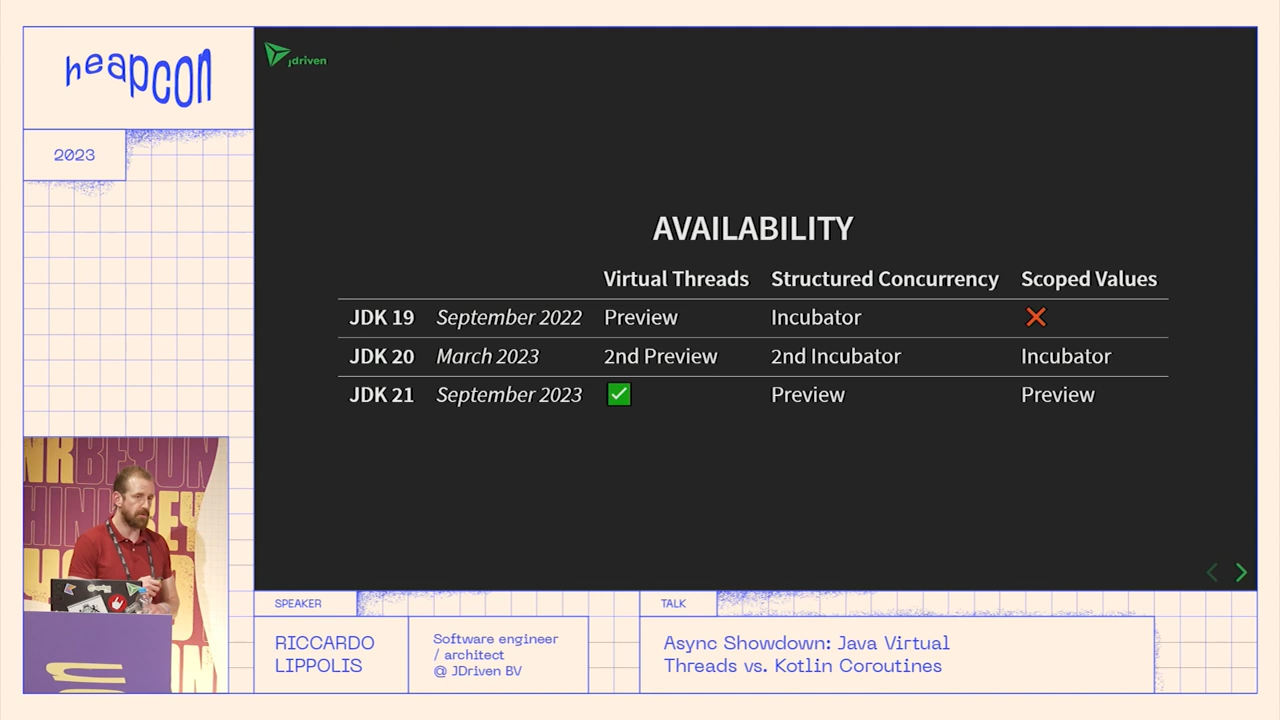 heapcon
2023
jdriven
AVAILABILITY
Virtual Threads Structured Concurrency Scoped Values
JDK 19 September 2022 Preview Incubator ❌
JDK 20 March 2023 2nd Preview 2nd Incubator Incubator
JDK 21 September 2023 ✅ Preview Preview
SPEAKER
RICCARDO
LIPPOLIS
Software engineer
/ architect
@ JDriven BV
TALK
Async Showdown: Java Virtual
Threads vs. Kotlin Coroutines